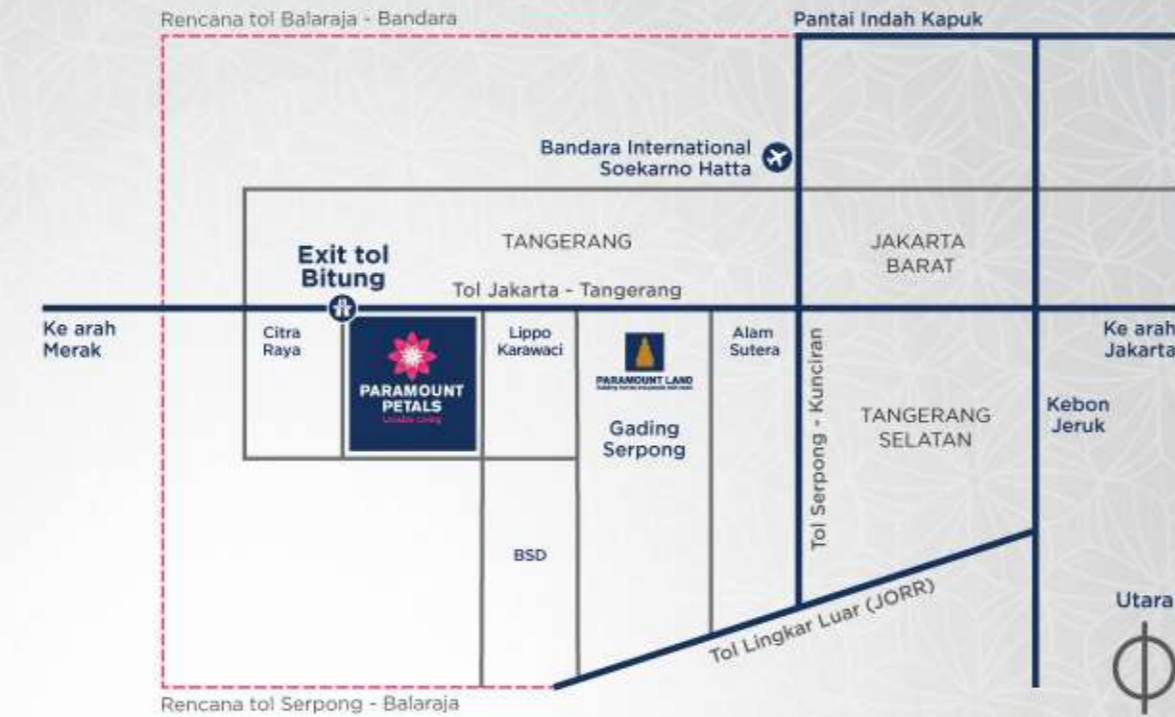 Rencana tol Balaraja - Bandara
Pantai Indah Kapuk
Bandara International
Soekarno Hatta
TANGERANG
JAKARTA
BARAT
Exit tol
Bitung
Tol Jakarta - Tangerang
Ke arah
Merak
Citra
Raya
PARAMOUNT
PETALS
Lippo
Karawaci
PARAMOUNT LAND
Gading
Serpong
Alam
Sutera
Tol Serpong - Kunciran
TANGERANG
SELATAN
Ke arah
Jakarta
Kebon
Jeruk
BSD
Tol Lingkar Luar (JORR)
Utara
Rencana tol Serpong - Balaraja